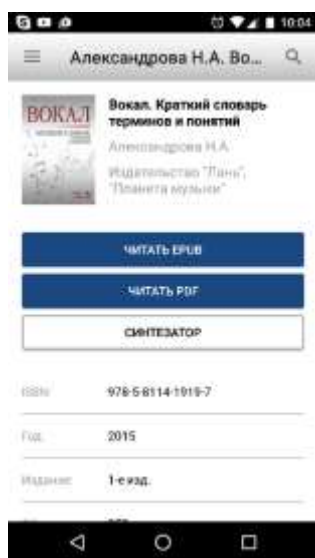 10:04
Александрова Н.А. Во...
ВОКАЛ
Вокал. Краткий словарь
терминов и понятий
Александрова Н.А.
Издательство "Лань",
"Планета музыки"
ЧИТАТЬ EPUB
ЧИТАТЬ PDF
СИНТЕЗАТОР
ISBN 978-5-8114-1919-7
Год 2015
Издание 1-е изд.